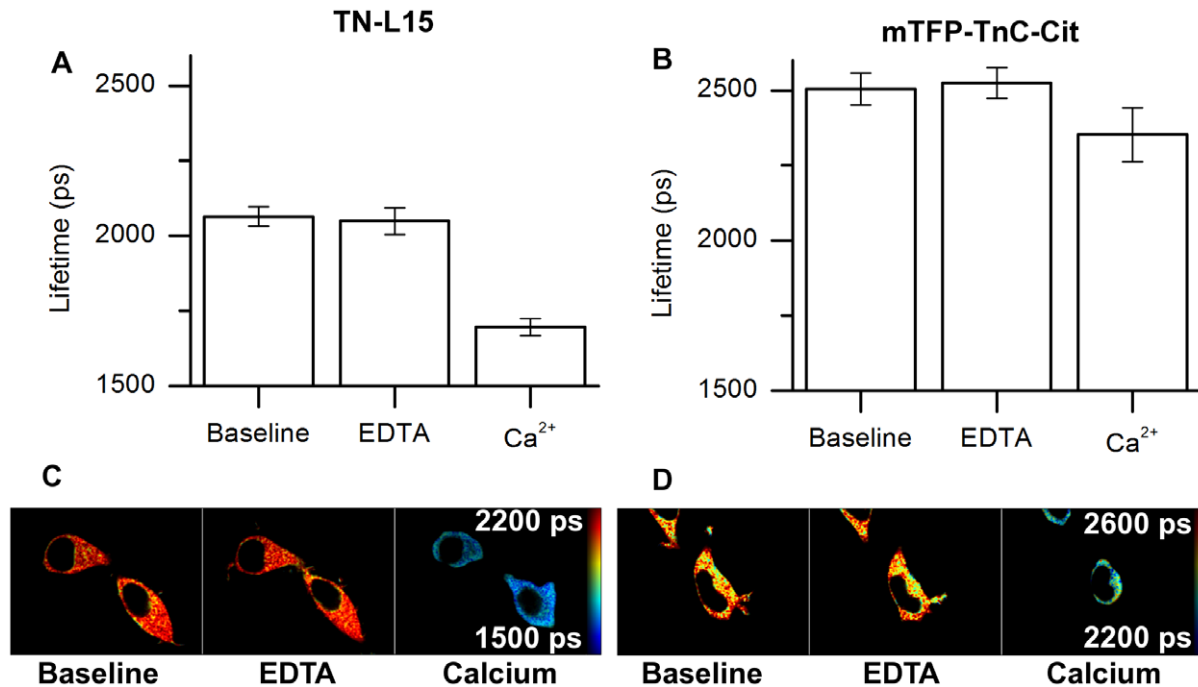 TN-L15
mTFP-TnC-Cit
A
2500
2000
1500
Lifetime (ps)
Baseline EDTA Ca²⁺
B
2500
2000
1500
Lifetime (ps)
Baseline EDTA Ca²⁺
C
2200 ps
1500 ps
Baseline EDTA Calcium
D
2600 ps
2200 ps
Baseline EDTA Calcium